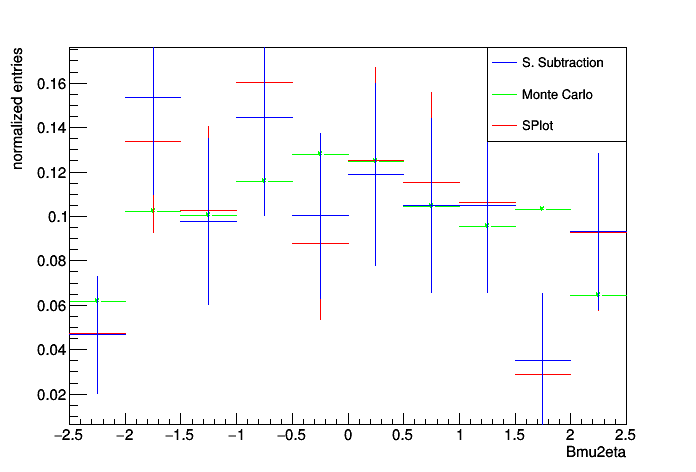 normalized entries
0.16
0.14
0.12
0.1
0.08
0.06
0.04
0.02
−2.5 −2 −1.5 −1 −0.5 0 0.5 1 1.5 2 2.5
Bmu2eta
S. Subtraction
Monte Carlo
SPlot